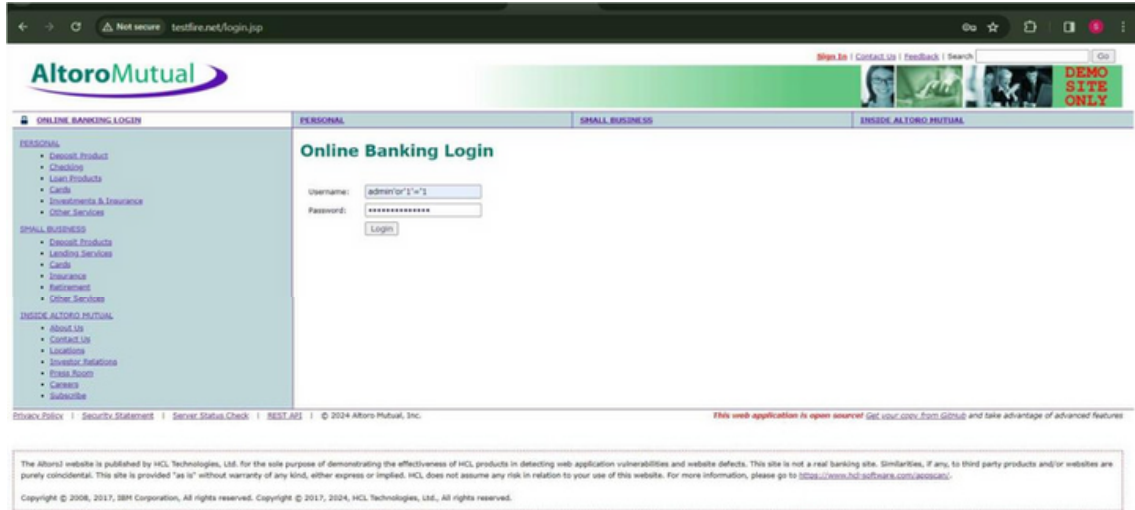 Not secure testfire.net/login.jsp
S
Sign In | Contact Us | Feedback | Search
Go
AltoroMutual
DEMO
SITE
ONLY
ONLINE BANKING LOGIN
PERSONAL
SMALL BUSINESS
INSIDE ALTORO MUTUAL
PERSONAL
Deposit Product
Checking
Loan Products
Cards
Investments & Insurance
Other Services
SMALL BUSINESS
Deposit Products
Lending Services
Cards
Insurance
Retirement
Other Services
INSIDE ALTORO MUTUAL
About Us
Contact Us
Locations
Investor Relations
Press Room
Careers
Subscribe
Online Banking Login
Username: admin'or'1'='1
Password: ••••••••••••••
Login
Privacy Policy | Security Statement | Server Status Check | REST API | © 2024 Altoro Mutual, Inc.
This web application is open source! Get your copy from GitHub and take advantage of advanced features
The AltoroJ website is published by HCL Technologies, Ltd. for the sole purpose of demonstrating the effectiveness of HCL products in detecting web application vulnerabilities and website defects. This site is not a real banking site. Similarities, if any, to third party products and/or websites are
purely coincidental. This site is provided "as is" without warranty of any kind, either express or implied. HCL does not assume any risk in relation to your use of this website. For more information, please go to https://www.hcl-software.com/appscan/.
Copyright © 2008, 2017, IBM Corporation, All rights reserved. Copyright © 2017, 2024, HCL Technologies, Ltd., All rights reserved.